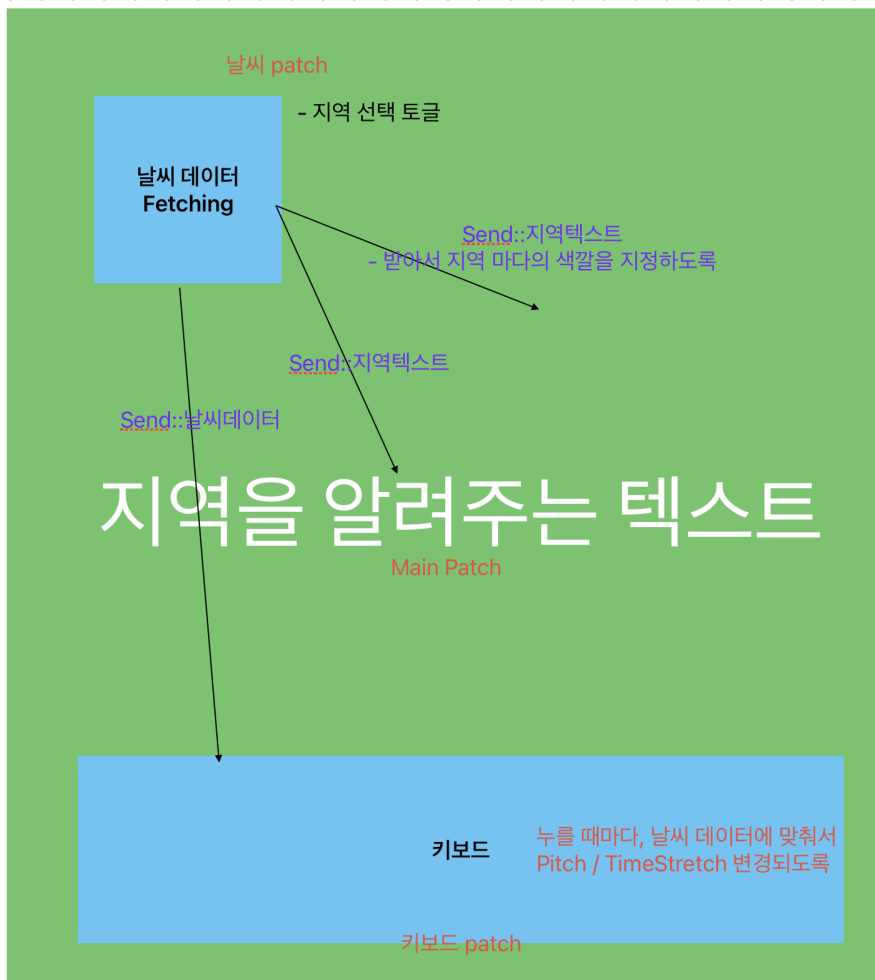 날씨 patch
- 지역 선택 토글
날씨 데이터
Fetching
Send::지역텍스트
- 받아서 지역 마다의 색깔을 지정하도록
Send::지역텍스트
Send::날씨데이터
지역을 알려주는 텍스트
Main Patch
키보드
누를 때마다, 날씨 데이터에 맞춰서
Pitch / TimeStretch 변경되도록
키보드 patch